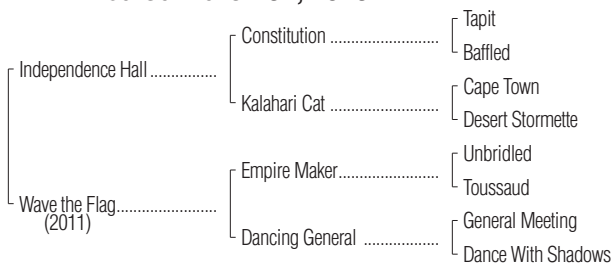 Tapit
Constitution ..........................
Baffled
Independence Hall ................
Cape Town
Kalahari Cat ..........................
Desert Stormette
Unbridled
Empire Maker........................
Toussaud
Wave the Flag........................
(2011)
General Meeting
Dancing General ..................
Dance With Shadows